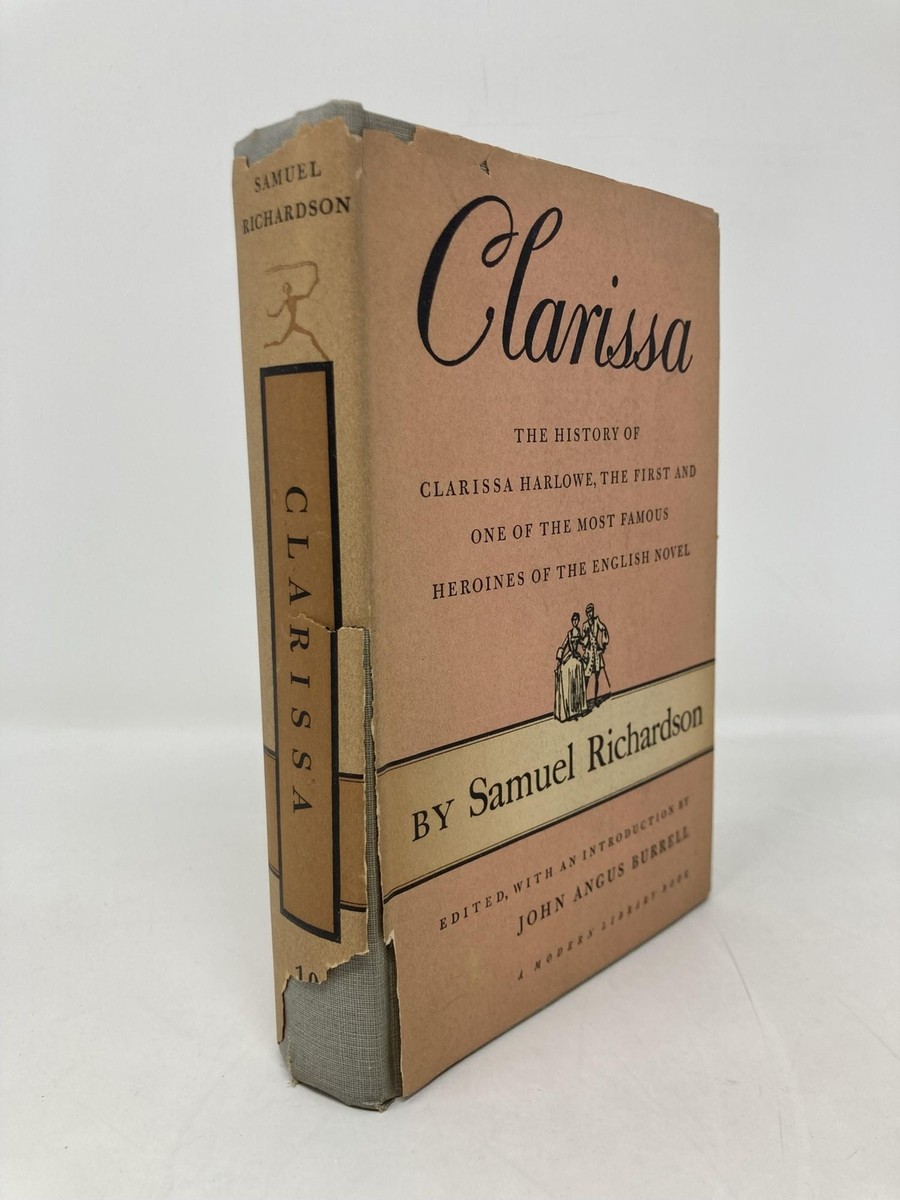 SAMUEL
RICHARDSON
CLARISSA
10
Clarissa
THE HISTORY OF
CLARISSA HARLOWE, THE FIRST AND
ONE OF THE MOST FAMOUS
HEROINES OF THE ENGLISH NOVEL
BY Samuel Richardson
EDITED, WITH AN INTRODUCTION BY
JOHN ANGUS BURRELL
A MODERN LIBRARY BOOK